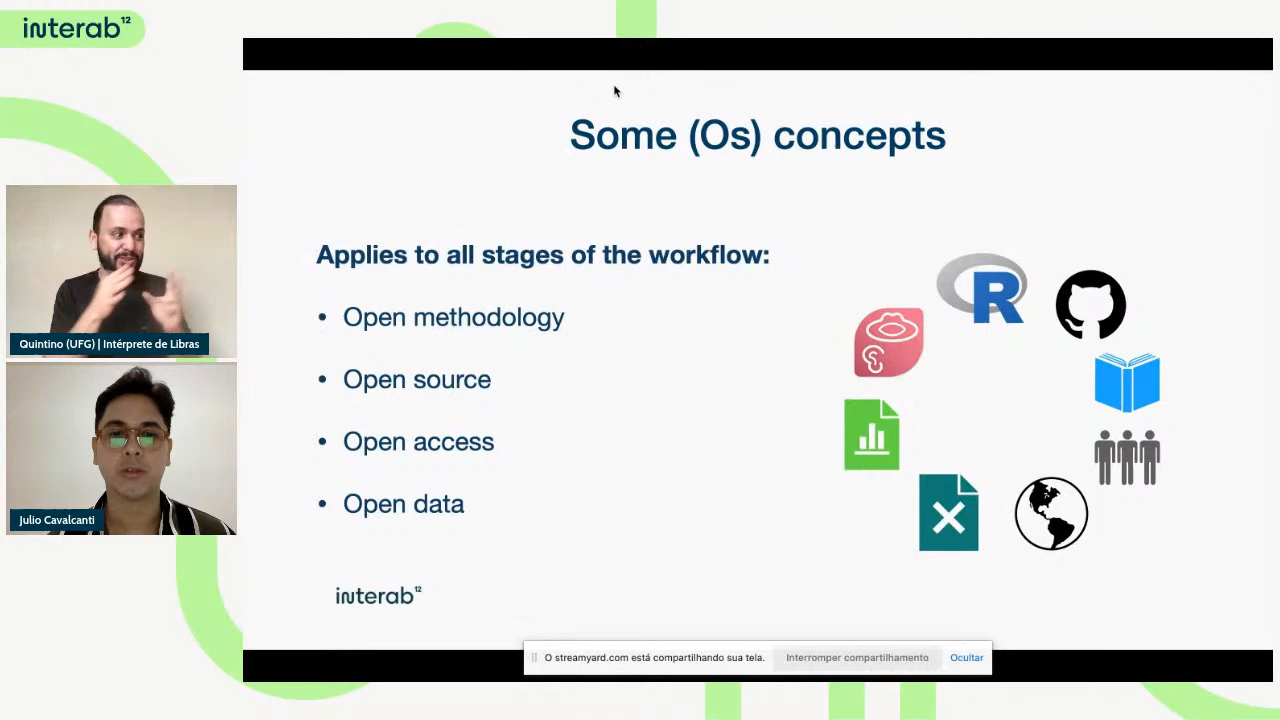 interab¹²
Some (Os) concepts
Applies to all stages of the workflow:
• Open methodology
• Open source
• Open access
• Open data
R
Quintino (UFG) | Intérprete de Libras
Julio Cavalcanti
interab¹²
O streamyard.com está compartilhando sua tela.
Interromper compartilhamento
Ocultar